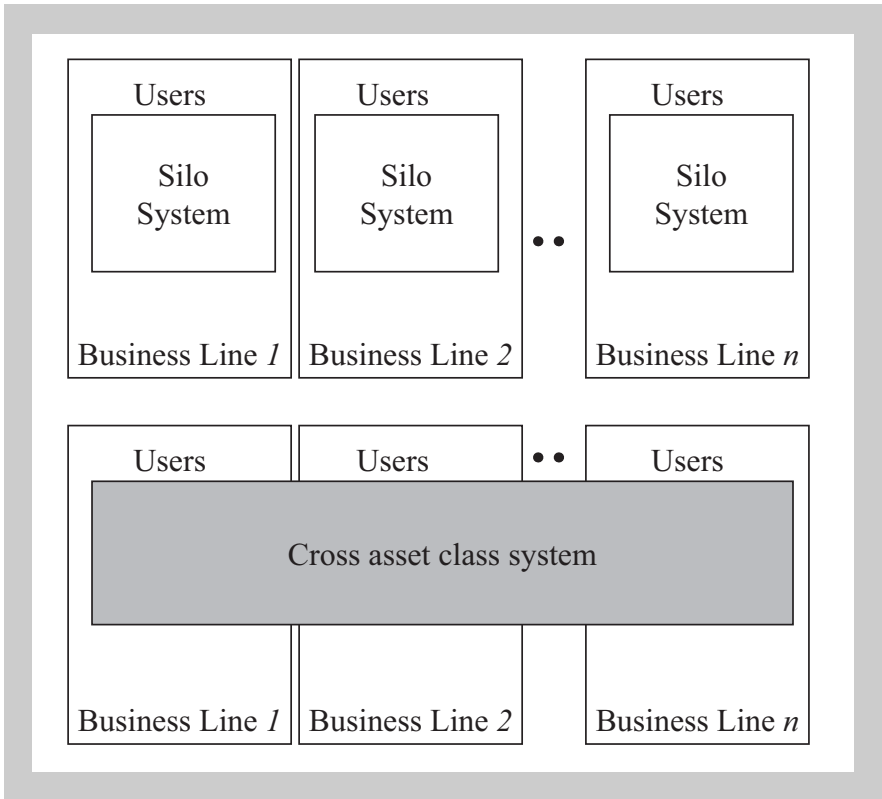 Users Users Users
Silo Silo Silo
System System System
Business Line 1 Business Line 2 Business Line n
Users Users Users
Cross asset class system
Business Line 1 Business Line 2 Business Line n